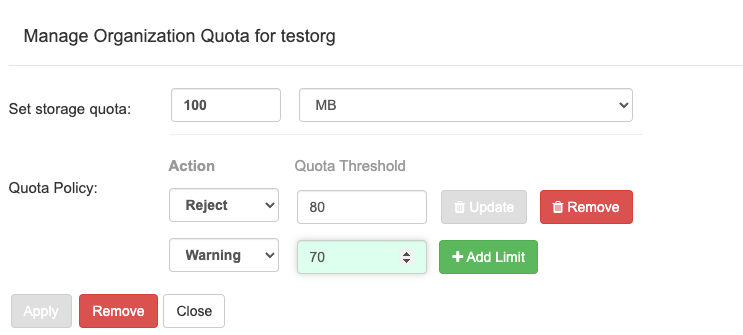 Manage Organization Quota for testorg
Set storage quota: 100 MB
Action Quota Threshold
Quota Policy:
Reject 80 Update Remove
Warning 70 Add Limit
Apply Remove Close